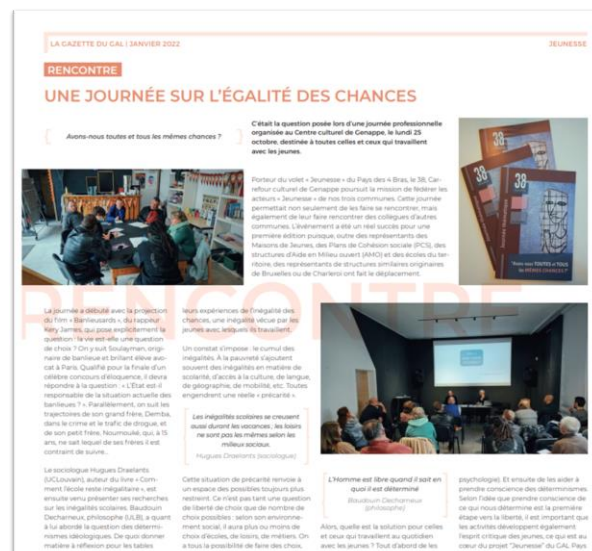 LA GAZETTE DU GAL | JANVIER 2022
JEUNESSE
RENCONTRE
UNE JOURNÉE SUR L'ÉGALITÉ DES CHANCES
Avons-nous toutes et tous les mêmes chances ?
C'était la question posée lors d'une journée professionnelle
organisée au Centre culturel de Genappe, le lundi 25
octobre, destinée à toutes celles et ceux qui travaillent
avec les jeunes.
Porteur du volet « Jeunesse » du Pays des 4 Bras, le 38, Car-
refour culturel de Genappe poursuit la mission de fédérer les
acteurs « Jeunesse » de nos trois communes. Cette journée
permettait non seulement de les faire se rencontrer, mais
également de leur faire rencontrer des collègues d'autres
communes. L'événement a été un réel succès pour une
première édition puisque, outre des représentants des
Maisons de Jeunes, des Plans de Cohésion sociale (PCS), des
structures d'Aide en Milieu ouvert (AMO) et des écoles du ter-
ritoire, des représentants de structures similaires originaires
de Bruxelles ou de Charleroi ont fait le déplacement.
38
38
38
Avons-nous TOUTES et TOUS
les MÊMES CHANCES ?
RENCONTRE
La journée a débuté avec la projection
du film « Banlieusards », du rappeur
Kery James, qui pose explicitement la
question : la vie est-elle une question
de choix ? On y suit Soulayman, origi-
naire de banlieue et brillant élève avo-
cat à Paris. Qualifié pour la finale d'un
célèbre concours d'éloquence, il devra
répondre à la question : « L'État est-il
responsable de la situation actuelle des
banlieues ? ». Parallèlement, on suit les
trajectoires de son grand frère, Demba,
dans le crime et le trafic de drogue, et
de son petit frère, Noumouké, qui, à 15
ans, ne sait lequel de ses frères il est
contraint de suivre...
Le sociologue Hugues Draelants
(UCLouvain), auteur du livre « Com-
ment l'école reste inégalitaire », est
ensuite venu présenter ses recherches
sur les inégalités scolaires. Baudouin
Decharneux, philosophe (ULB), a quant
à lui abordé la question des détermi-
nismes idéologiques. De quoi donner
matière à réflexion pour les tables
leurs expériences de l'inégalité des
chances, une inégalité vécue par les
jeunes avec lesquels ils travaillent.
Un constat s'impose : le cumul des
inégalités. À la pauvreté s'ajoutent
souvent des inégalités en matière de
scolarité, d'accès à la culture, de langue,
de géographie, de mobilité, etc. Toutes
engendrent une réelle « précarité ».
Les inégalités scolaires se creusent
aussi durant les vacances ; les loisirs
ne sont pas les mêmes selon les
milieux sociaux.
Hugues Draelants (sociologue)
Cette situation de précarité renvoie à
un espace des possibles toujours plus
restreint. Ce n'est pas tant une question
de liberté de choix que de nombre de
choix possibles : selon son environne-
ment social, il aura plus ou moins de
choix d'écoles, de loisirs, de métiers. On
a tous la possibilité de faire des choix,
L'Homme est libre quand il sait en
quoi il est déterminé
Baudouin Decharneux
(philosophe)
Alors, quelle est la solution pour celles
et ceux qui travaillent au quotidien
avec les jeunes ? Tout d'abord de les
psychologie). Et ensuite de les aider à
prendre conscience des déterminismes.
Selon l'idée que prendre conscience de
ce qui nous détermine est la première
étape vers la liberté, il est important que
les activités développent également
l'esprit critique des jeunes, ce qui est au
cœur du projet "Jeunesse" du GAL Pays